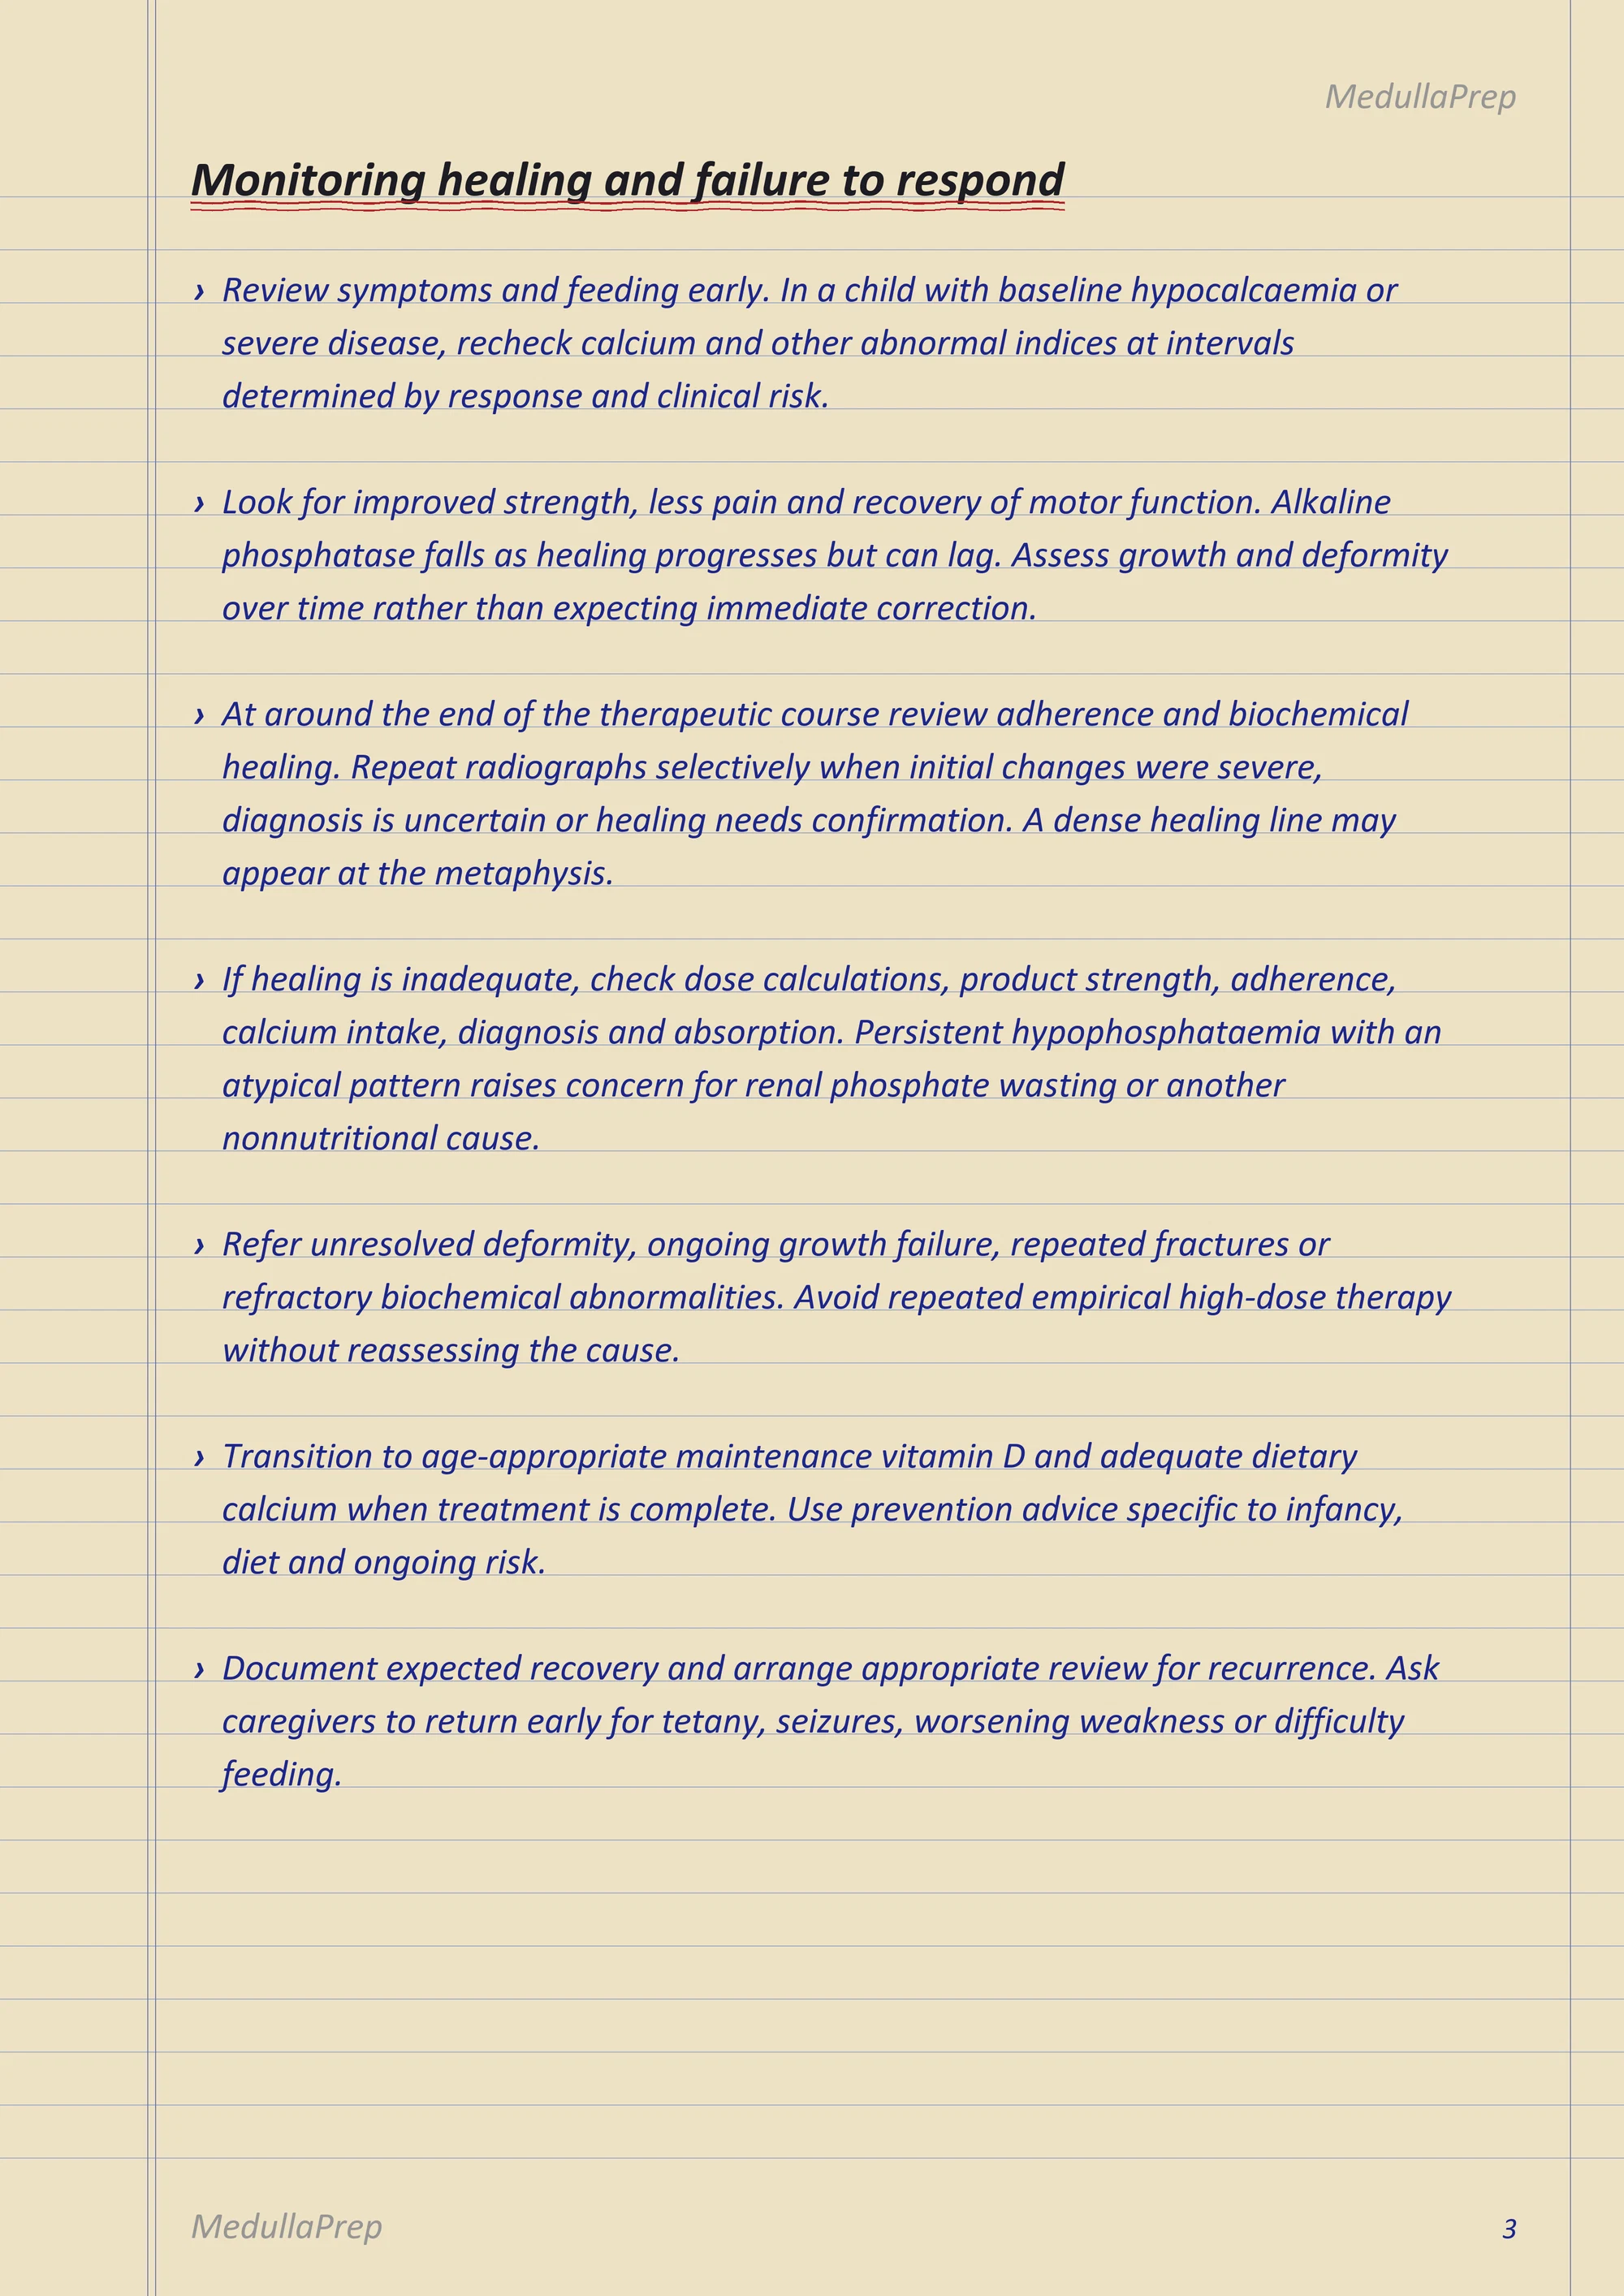 MedullaPrep
Monitoring healing and failure to respond
› Review symptoms and feeding early. In a child with baseline hypocalcaemia or
severe disease, recheck calcium and other abnormal indices at intervals
determined by response and clinical risk.
› Look for improved strength, less pain and recovery of motor function. Alkaline
phosphatase falls as healing progresses but can lag. Assess growth and deformity
over time rather than expecting immediate correction.
› At around the end of the therapeutic course review adherence and biochemical
healing. Repeat radiographs selectively when initial changes were severe,
diagnosis is uncertain or healing needs confirmation. A dense healing line may
appear at the metaphysis.
› If healing is inadequate, check dose calculations, product strength, adherence,
calcium intake, diagnosis and absorption. Persistent hypophosphataemia with an
atypical pattern raises concern for renal phosphate wasting or another
nonnutritional cause.
› Refer unresolved deformity, ongoing growth failure, repeated fractures or
refractory biochemical abnormalities. Avoid repeated empirical high-dose therapy
without reassessing the cause.
› Transition to age-appropriate maintenance vitamin D and adequate dietary
calcium when treatment is complete. Use prevention advice specific to infancy,
diet and ongoing risk.
› Document expected recovery and arrange appropriate review for recurrence. Ask
caregivers to return early for tetany, seizures, worsening weakness or difficulty
feeding.
MedullaPrep
3